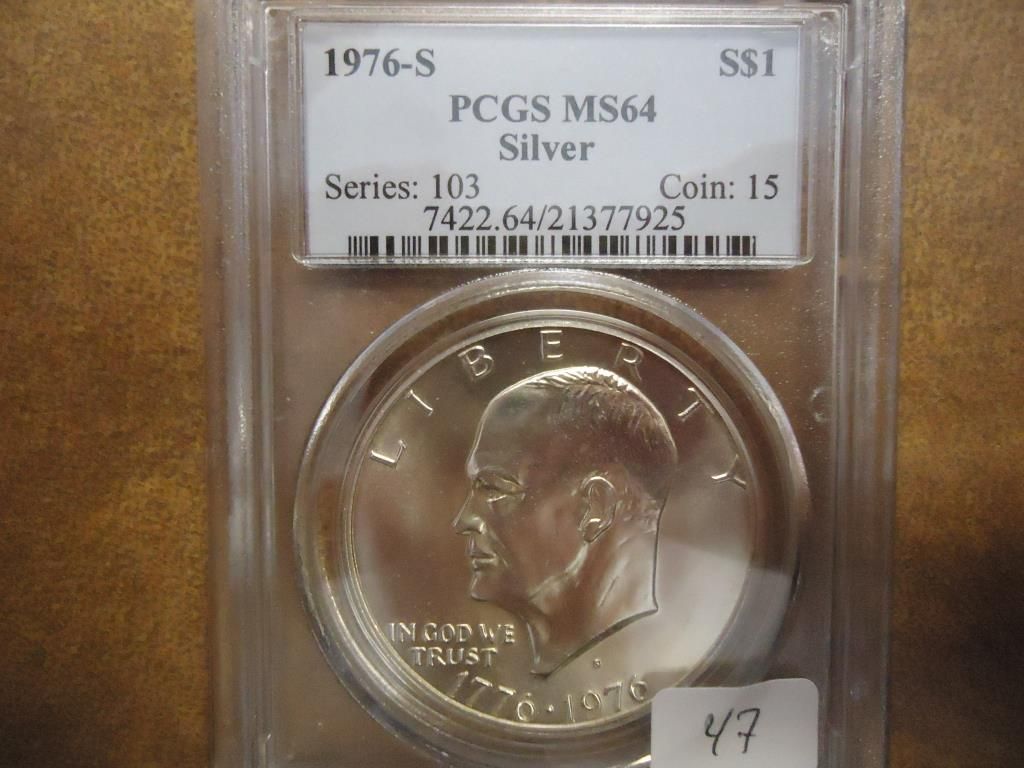 1976-S S$1
PCGS MS64
Silver
Series: 103 Coin: 15
7422.64/21377925
LIBERTY
IN GOD WE
TRUST
S
1776 · 1976
47